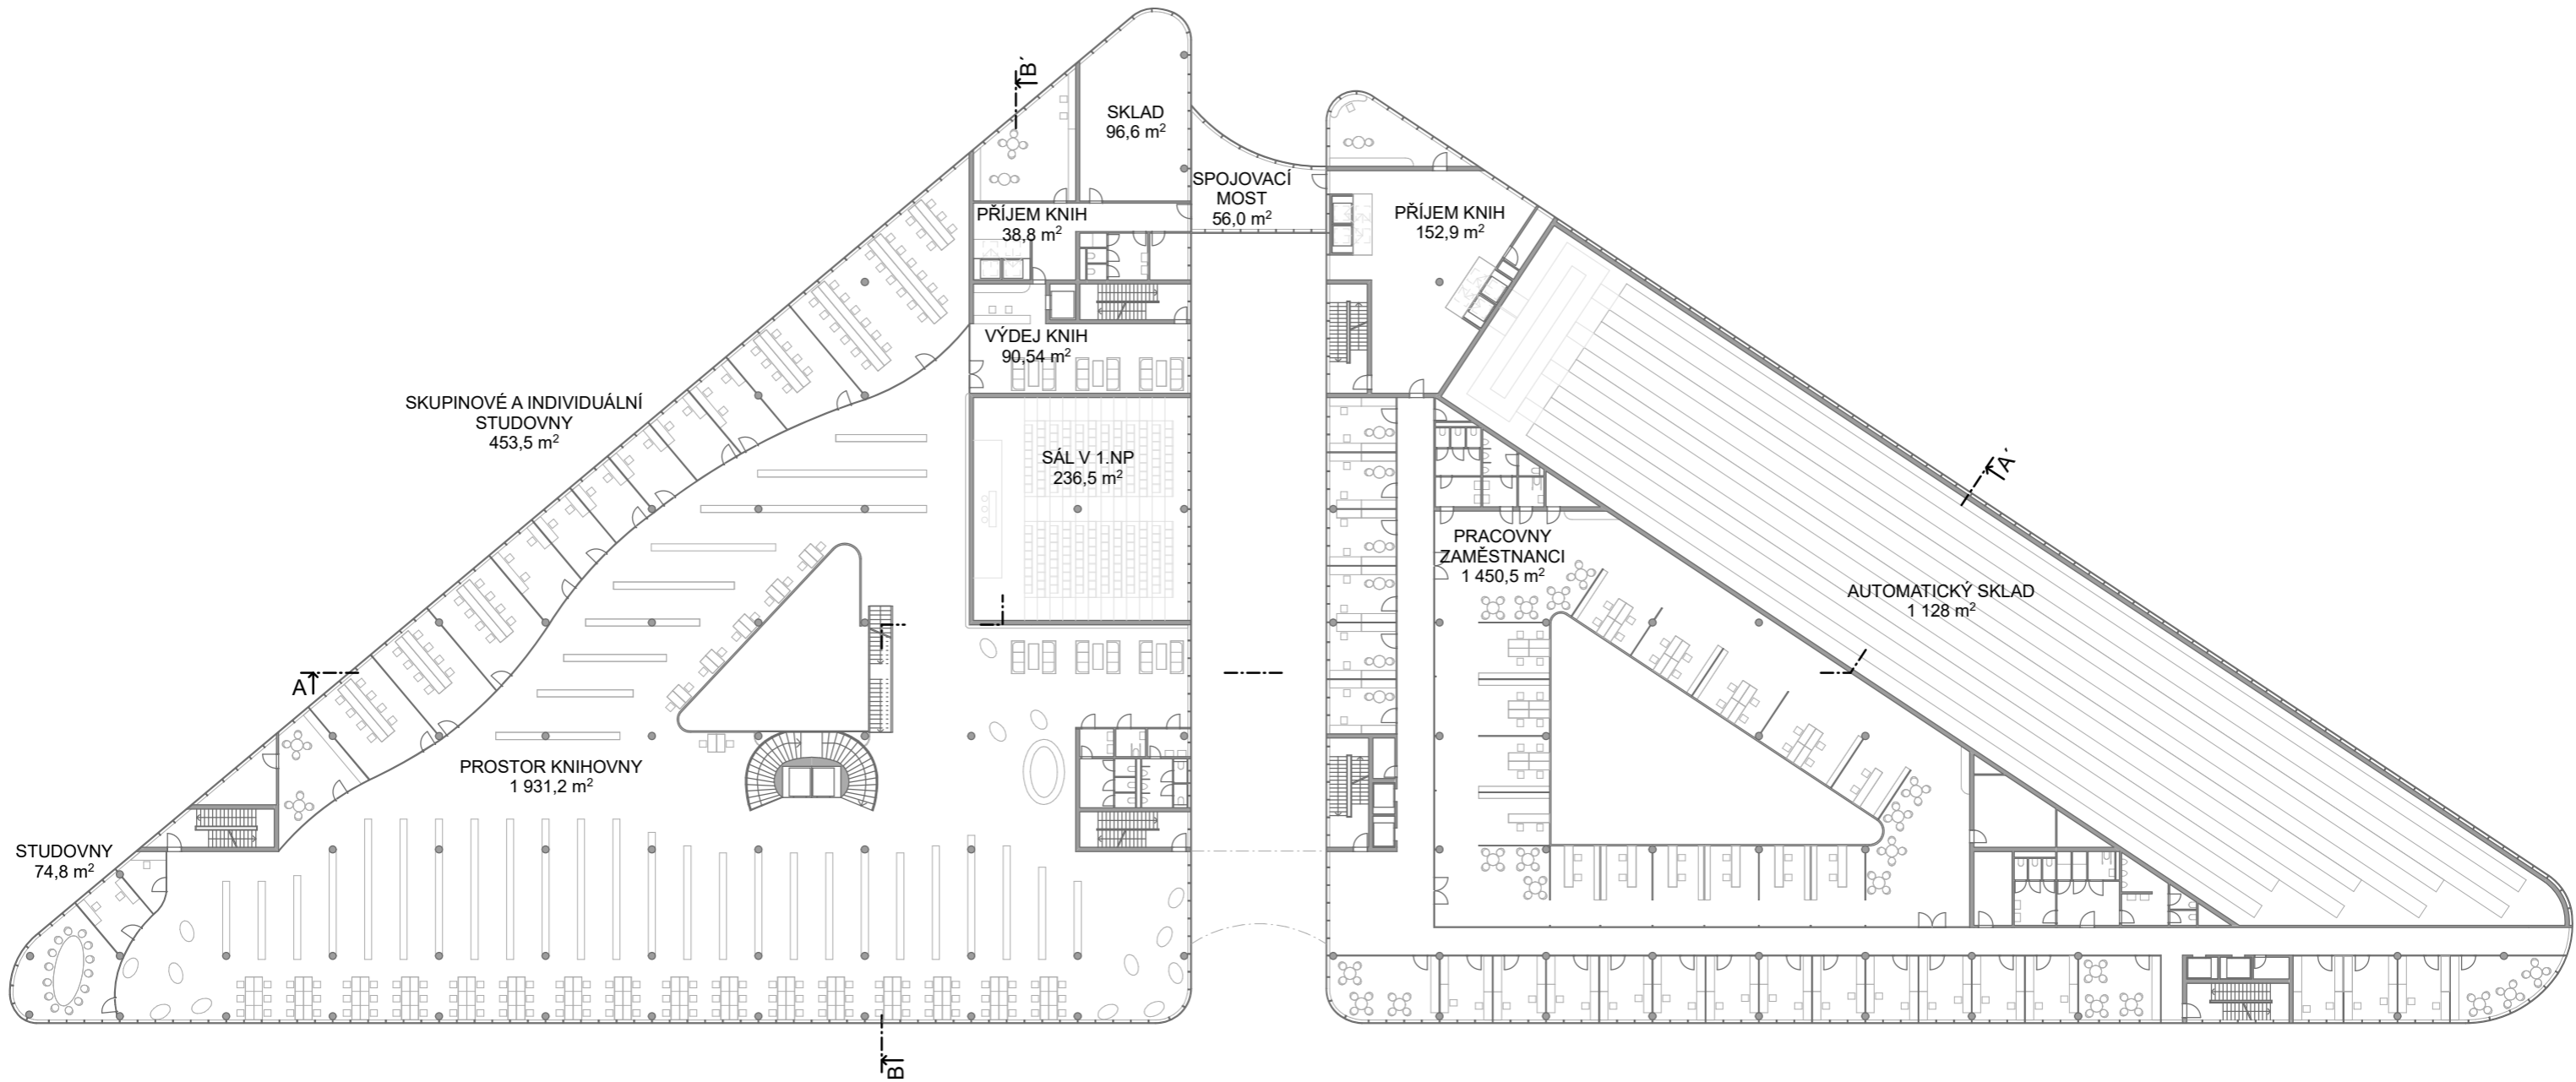 B´
SKLAD
96,6 m²
SPOJOVACÍ
MOST
56,0 m²
PŘÍJEM KNIH
38,8 m²
PŘÍJEM KNIH
152,9 m²
VÝDEJ KNIH
90,54 m²
SKUPINOVÉ A INDIVIDUÁLNÍ
STUDOVNY
453,5 m²
SÁL V 1.NP
236,5 m²
A´
PRACOVNY
ZAMĚSTNANCI
1 450,5 m²
AUTOMATICKÝ SKLAD
1 128 m²
A
PROSTOR KNIHOVNY
1 931,2 m²
STUDOVNY
74,8 m²
B